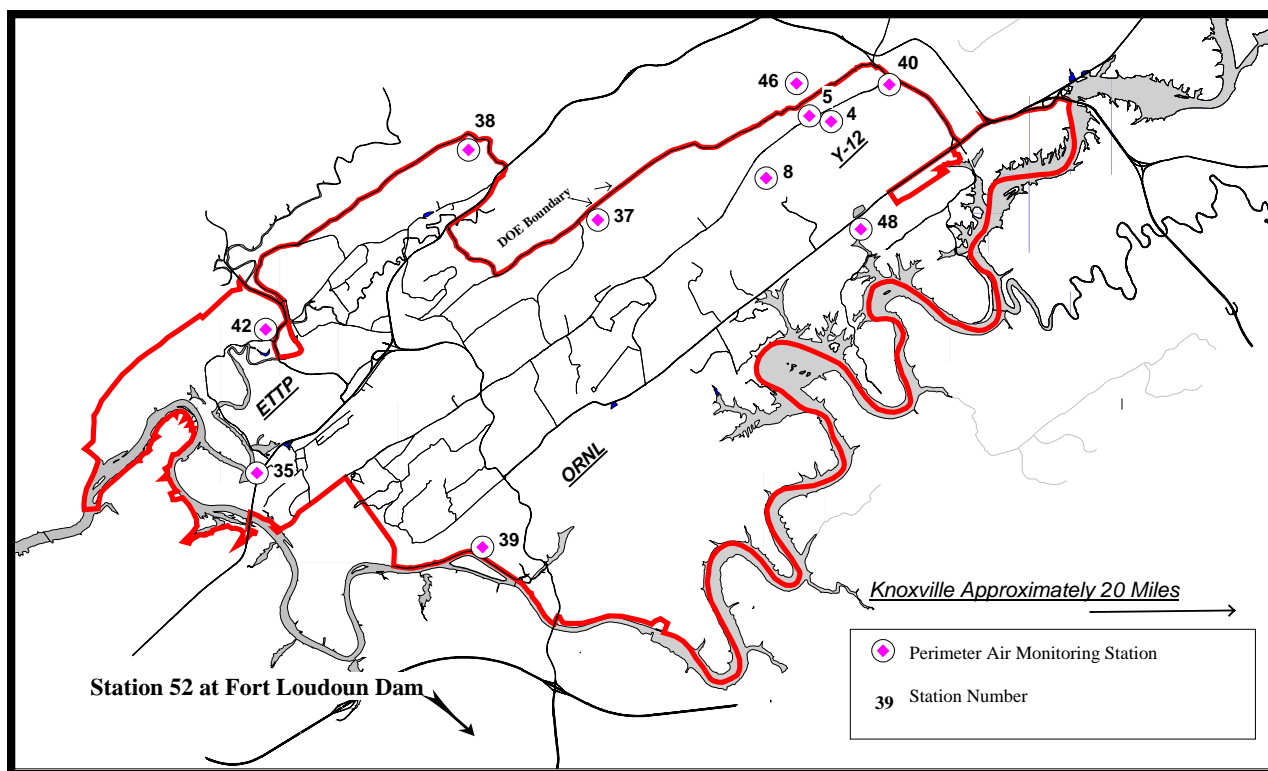 40
46
5
4
38
Y-12
8
DOE Boundary
37
48
42
ETTP
35
ORNL
39
Knoxville Approximately 20 Miles
Perimeter Air Monitoring Station
Station 52 at Fort Loudoun Dam
39 Station Number